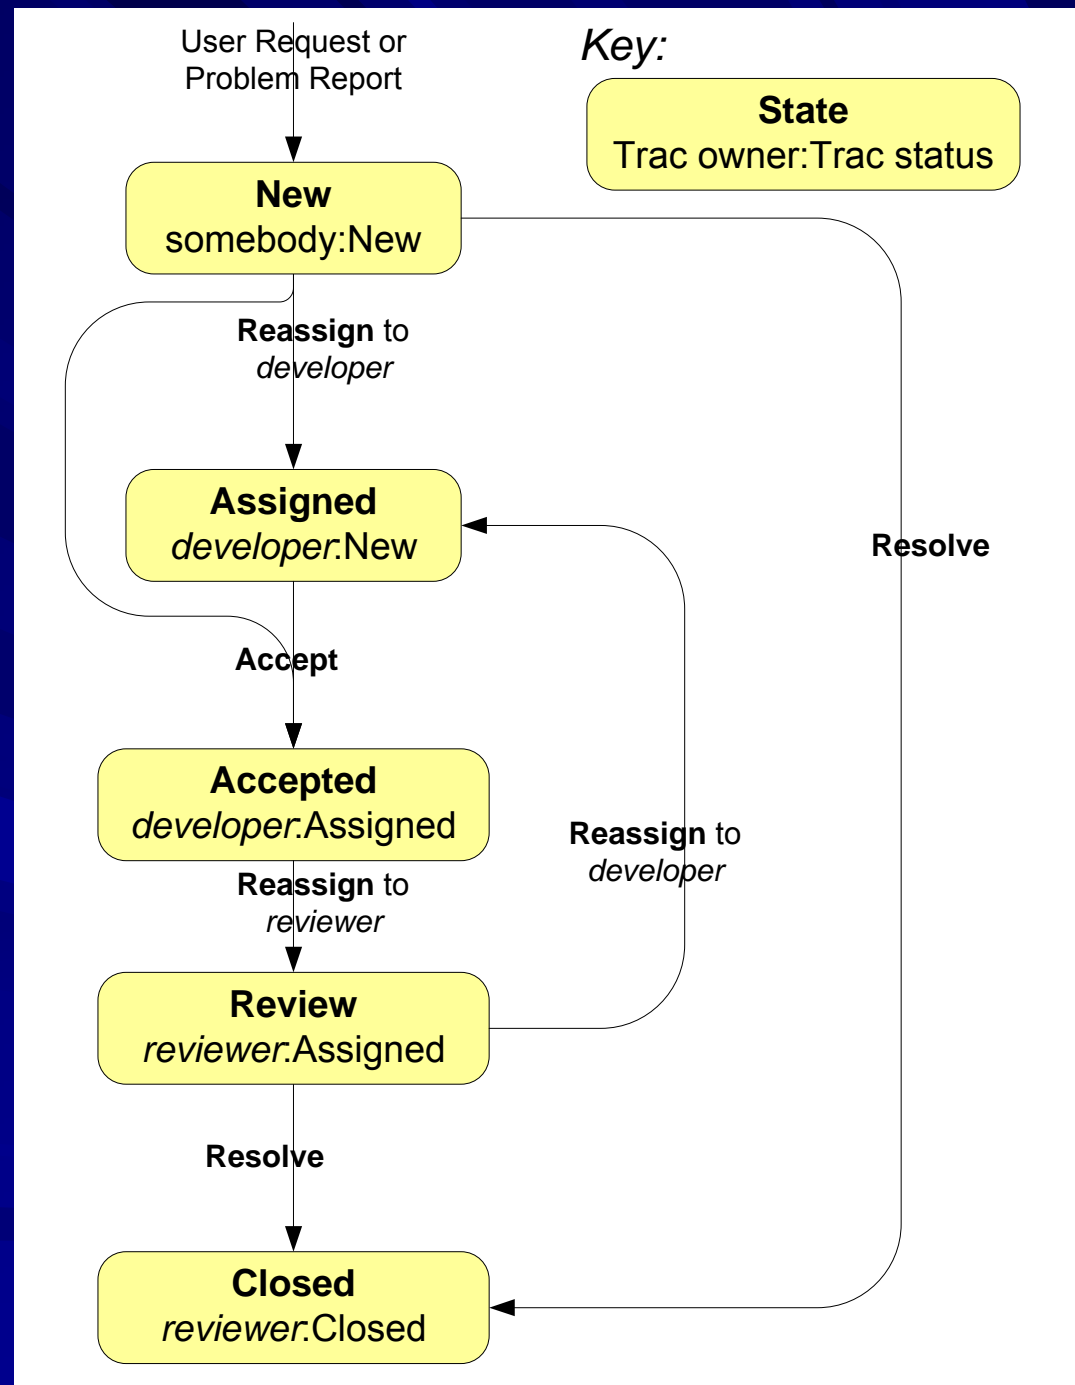 User Request or
Problem Report
Key:
State
Trac owner:Trac status
New
somebody:New
Reassign to
developer
Assigned
developer:New
Resolve
Accept
Accepted
developer:Assigned
Reassign to
developer
Reassign to
reviewer
Review
reviewer:Assigned
Resolve
Closed
reviewer:Closed